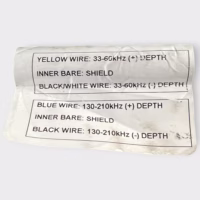 YELLOW WIRE: 33-60kHz (+) DEPTH
INNER BARE: SHIELD
BLACK/WHITE WIRE: 33-60kHz (-) DEPTH
BLUE WIRE: 130-210kHz (+) DEPTH
INNER BARE: SHIELD
BLACK WIRE: 130-210kHz (-) DEPTH